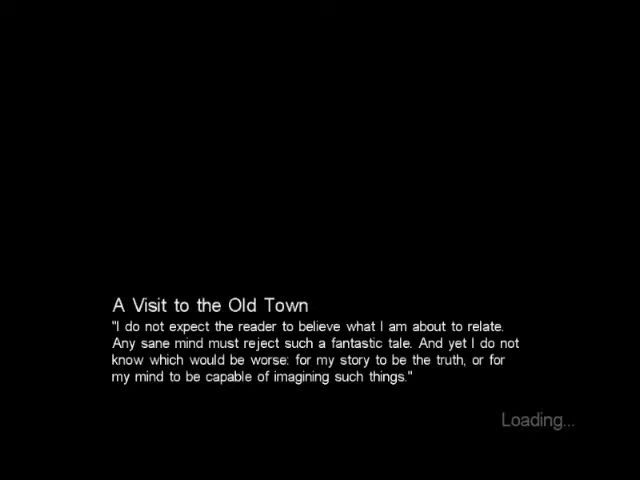 A Visit to the Old Town
"I do not expect the reader to believe what I am about to relate.
Any sane mind must reject such a fantastic tale. And yet I do not
know which would be worse: for my story to be the truth, or for
my mind to be capable of imagining such things."
Loading...